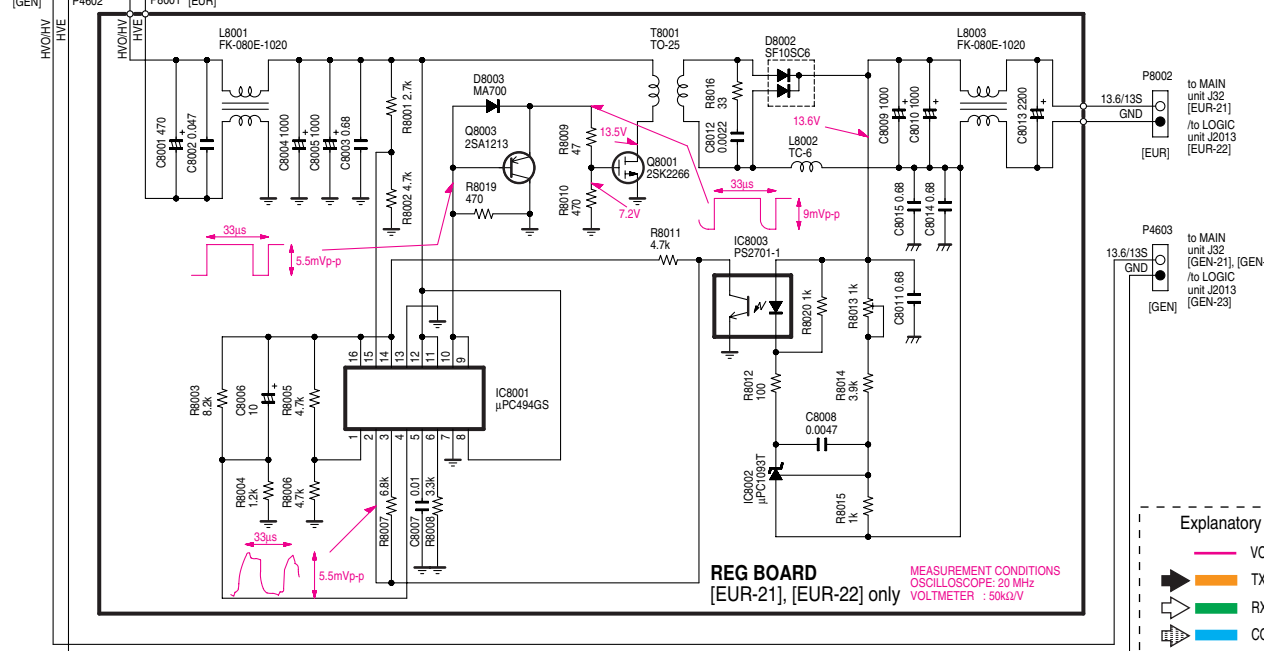 [GEN]
P4602
P8001
[EUR]
HVO/HV
HVE
HVO/HV
HVE
L8001
FK-080E-1020
T8001
TO-25
D8002
SF10SC6
L8003
FK-080E-1020
C8001 470
C8002 0.047
C8004 1000
C8005 1000
C8003 0.68
R8001 2.7k
R8002 4.7k
D8003
MA700
Q8003
2SA1213
R8019
470
R8009
47
R8010
470
13.5V
7.2V
Q8001
2SK2266
R8016
33
C8012
0.0022
13.6V
L8002
TC-6
C8009 1000
C8010 1000
C8013 2200
C8015 0.68
C8014 0.68
P8002
13.6/13S
GND
[EUR]
to MAIN
unit J32
[EUR-21]
/to LOGIC
unit J2013
[EUR-22]
33µs
5.5mVp-p
33µs
9mVp-p
P4603
13.6/13S
GND
[GEN]
to MAIN
unit J32
[GEN-21], [GEN-
/to LOGIC
unit J2013
[GEN-23]
R8011
4.7k
IC8003
PS2701-1
R8020 1k
R8013 1k
C8011 0.68
R8003
8.2k
C8006
10
R8005
4.7k
16
15
14
13
12
11
10
9
IC8001
µPC494GS
1
2
3
4
5
6
7
8
R8012
100
R8014
3.9k
C8008
0.0047
IC8002
µPC1093T
R8015
1k
R8004
1.2k
R8006
4.7k
R8007
6.8k
C8007
0.01
R8008
3.3k
33µs
5.5mVp-p
REG BOARD
[EUR-21], [EUR-22] only
MEASUREMENT CONDITIONS
OSCILLOSCOPE: 20 MHz
VOLTMETER : 50kΩ/V
Explanatory
VO
TX
RX
CO